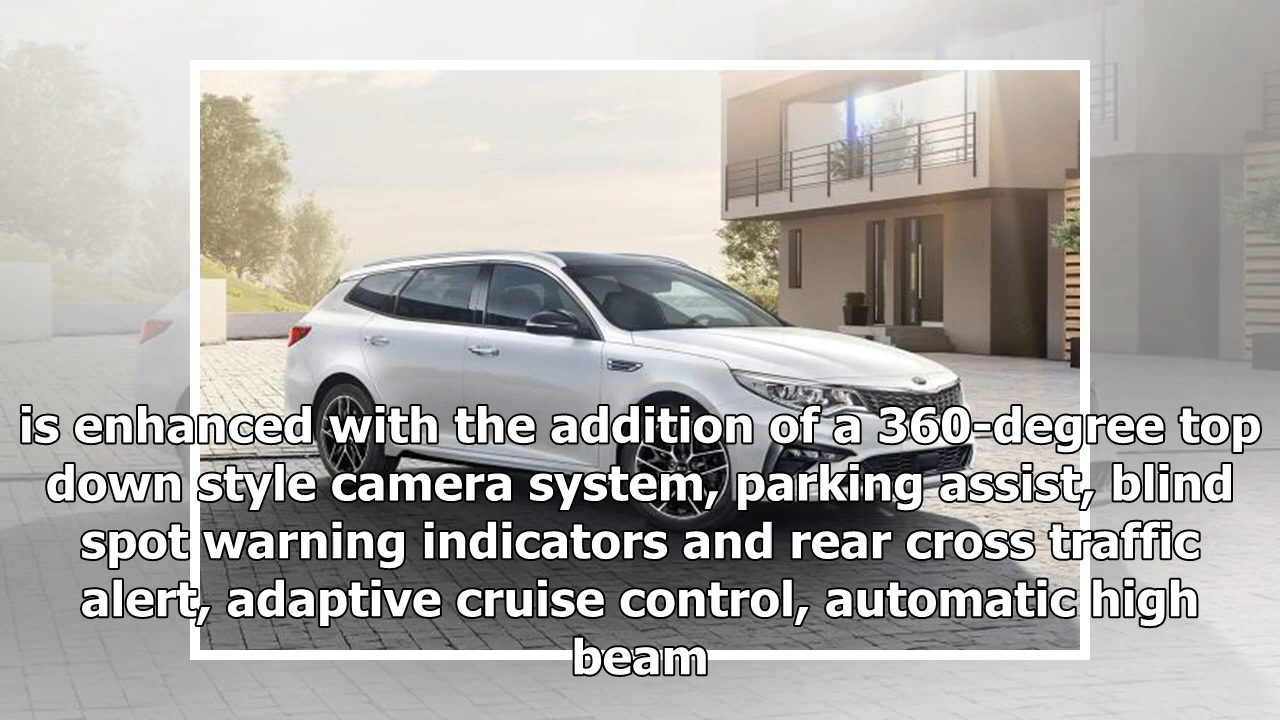 is enhanced with the addition of a 360-degree top
down style camera system, parking assist, blind
spot warning indicators and rear cross traffic
alert, adaptive cruise control, automatic high
beam